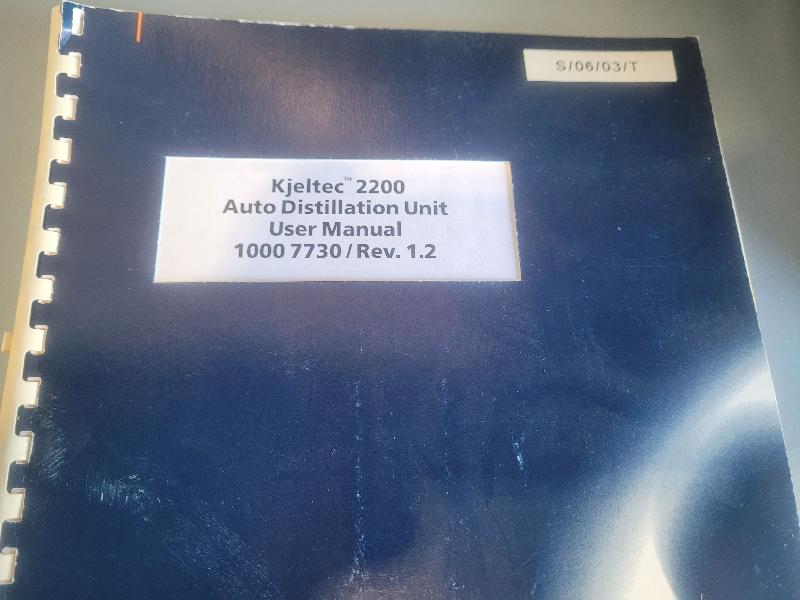 S/06/03/T
Kjeltec™ 2200
Auto Distillation Unit
User Manual
1000 7730 / Rev. 1.2